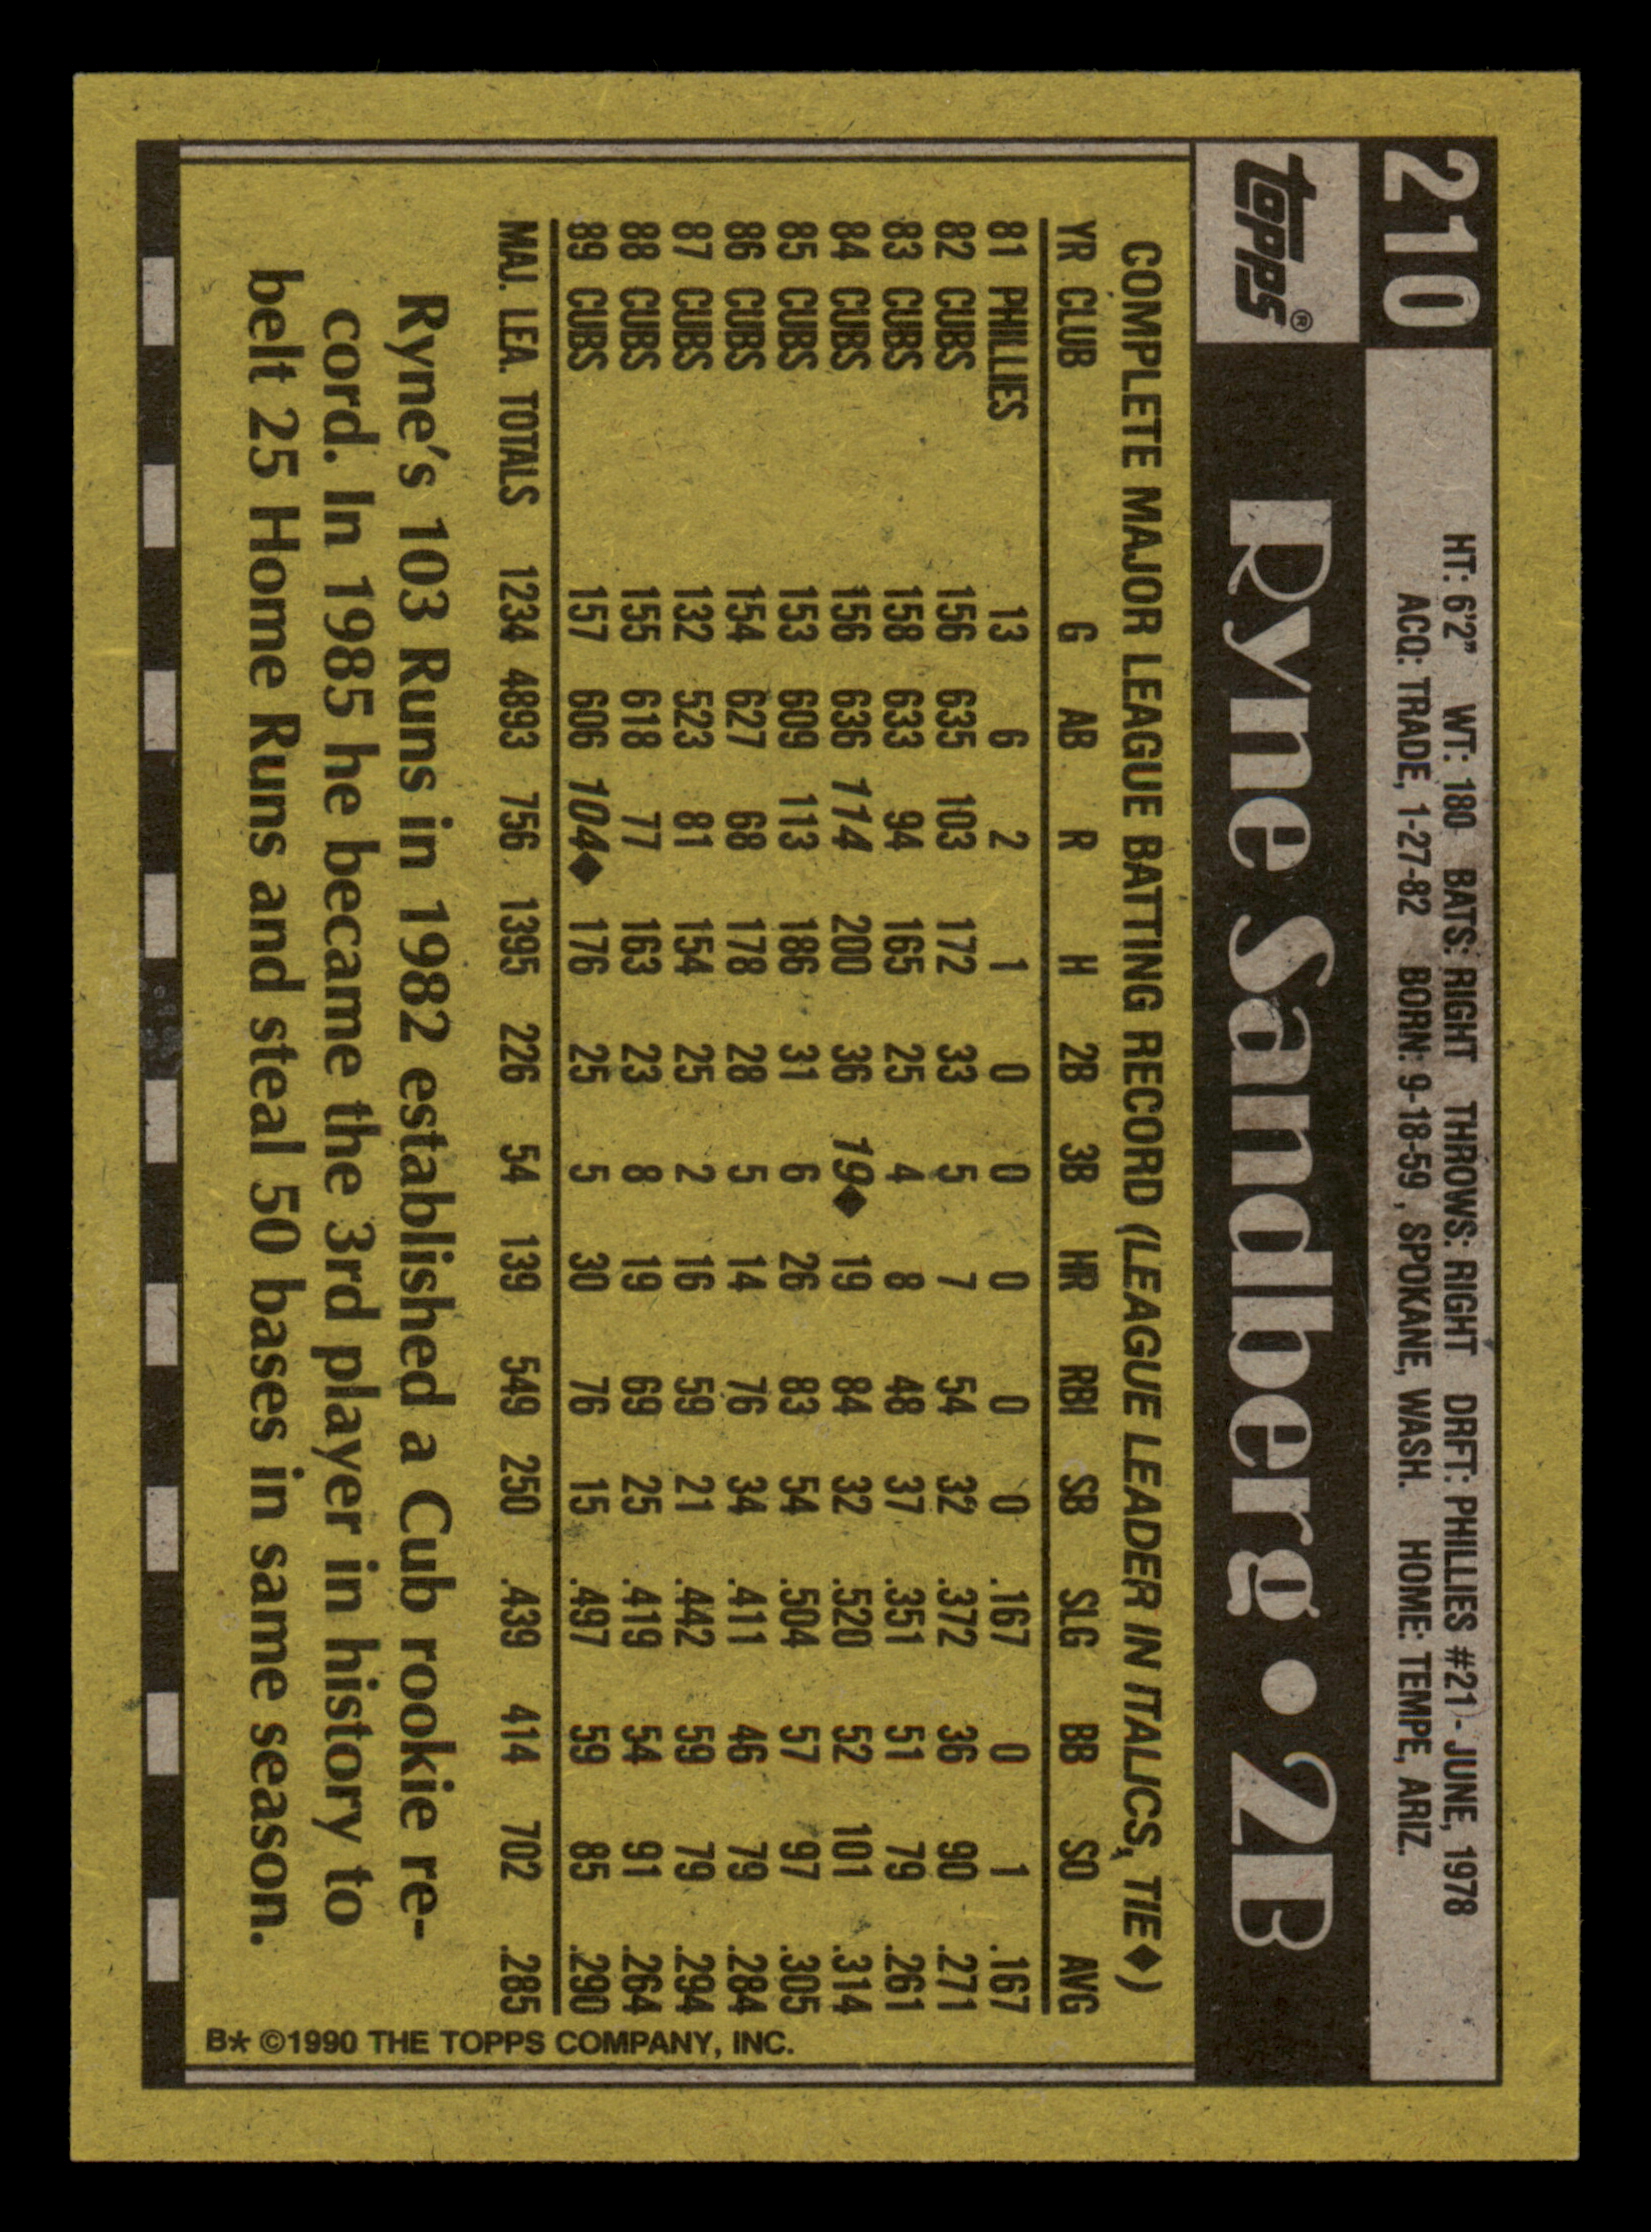 210
HT: 6'2" WT: 180 BATS: RIGHT THROWS: RIGHT DRFT: PHILLIES #21 - JUNE, 1978
ACQ: TRADE, 1-27-82 BORN: 9-18-59, SPOKANE, WASH. HOME: TEMPE, ARIZ.
TOPPS®
Ryne Sandberg • 2B
COMPLETE MAJOR LEAGUE BATTING RECORD (LEAGUE LEADER IN ITALICS, TIE◆)
YR CLUB G AB R H 2B 3B HR RBI SB SLG BB SO AVG
81 PHILLIES 13 6 2 1 0 0 0 0 0 .167 0 1 .167
82 CUBS 156 635 103 172 33 5 7 54 32 .372 36 90 .271
83 CUBS 158 633 94 165 25 4 8 48 37 .351 51 79 .261
84 CUBS 156 636 114 200 36 19◆ 19 84 32 .520 52 101 .314
85 CUBS 153 609 113 186 31 6 26 83 54 .504 57 97 .305
86 CUBS 154 627 68 178 28 5 14 76 34 .411 46 79 .284
87 CUBS 132 523 81 154 25 2 16 59 21 .442 59 79 .294
88 CUBS 155 618 77 163 23 8 19 69 25 .419 54 91 .264
89 CUBS 157 606 104◆ 176 25 5 30 76 15 .497 59 85 .290
MAJ. LEA. TOTALS 1234 4893 756 1395 226 54 139 549 250 .439 414 702 .285
Ryne's 103 Runs in 1982 established a Cub rookie re-
cord. In 1985 he became the 3rd player in history to
belt 25 Home Runs and steal 50 bases in same season.
B* ©1990 THE TOPPS COMPANY, INC.